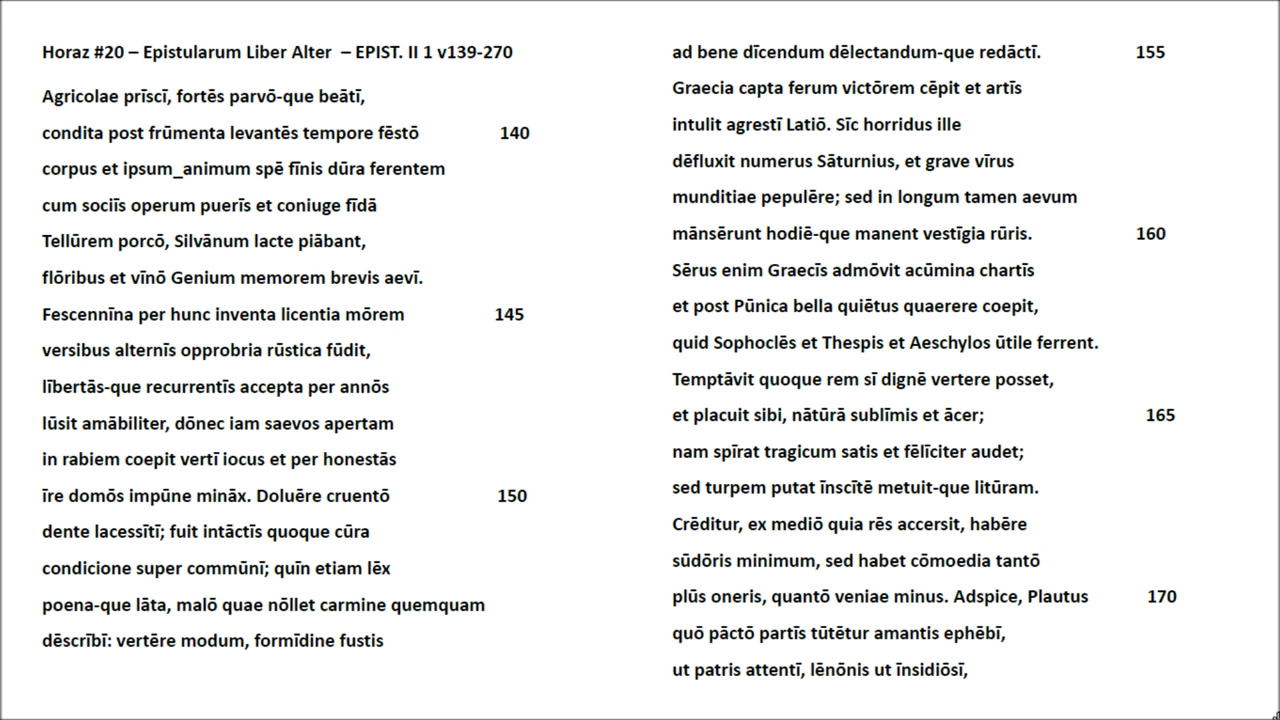 Horaz #20 – Epistularum Liber Alter – EPIST. II 1 v139-270
Agricolae prīscī, fortēs parvō-que beātī,
condita post frūmenta levantēs tempore fēstō 140
corpus et ipsum_animum spē fīnis dūra ferentem
cum sociīs operum puerīs et coniuge fīdā
Tellūrem porcō, Silvānum lacte piābant,
flōribus et vīnō Genium memorem brevis aevī.
Fescennīna per hunc inventa licentia mōrem 145
versibus alternīs opprobria rūstica fūdit,
lībertās-que recurrentīs accepta per annōs
lūsit amābiliter, dōnec iam saevos apertam
in rabiem coepit vertī iocus et per honestās
īre domōs impūne mināx. Doluēre cruentō 150
dente lacessītī; fuit intāctīs quoque cūra
condicione super commūnī; quīn etiam lēx
poena-que lāta, malō quae nōllet carmine quemquam
dēscrībī: vertēre modum, formīdine fustis
ad bene dīcendum dēlectandum-que redāctī. 155
Graecia capta ferum victōrem cēpit et artīs
intulit agrestī Latiō. Sīc horridus ille
dēfluxit numerus Sāturnius, et grave vīrus
munditiae pepulēre; sed in longum tamen aevum
mānsērunt hodiē-que manent vestīgia rūris. 160
Sērus enim Graecīs admōvit acūmina chartīs
et post Pūnica bella quiētus quaerere coepit,
quid Sophoclēs et Thespis et Aeschylos ūtile ferrent.
Temptāvit quoque rem sī dignē vertere posset,
et placuit sibi, nātūrā sublīmis et ācer; 165
nam spīrat tragicum satis et fēlīciter audet;
sed turpem putat īnscītē metuit-que litūram.
Crēditur, ex mediō quia rēs accersit, habēre
sūdōris minimum, sed habet cōmoedia tantō
plūs oneris, quantō veniae minus. Adspice, Plautus 170
quō pāctō partīs tūtētur amantis ephēbī,
ut patris attentī, lēnōnis ut īnsidiōsī,